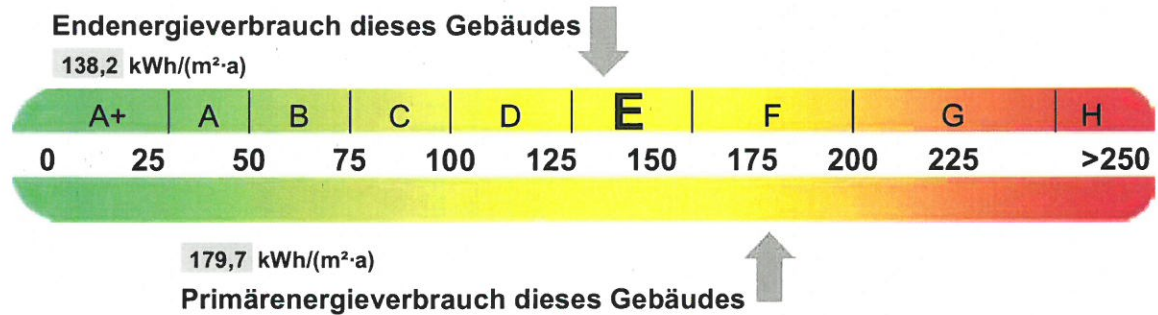 Endenergieverbrauch dieses Gebäudes
138,2 kWh/(m²·a)
A+ A B C D E F G H
0 25 50 75 100 125 150 175 200 225 >250
179,7 kWh/(m²·a)
Primärenergieverbrauch dieses Gebäudes